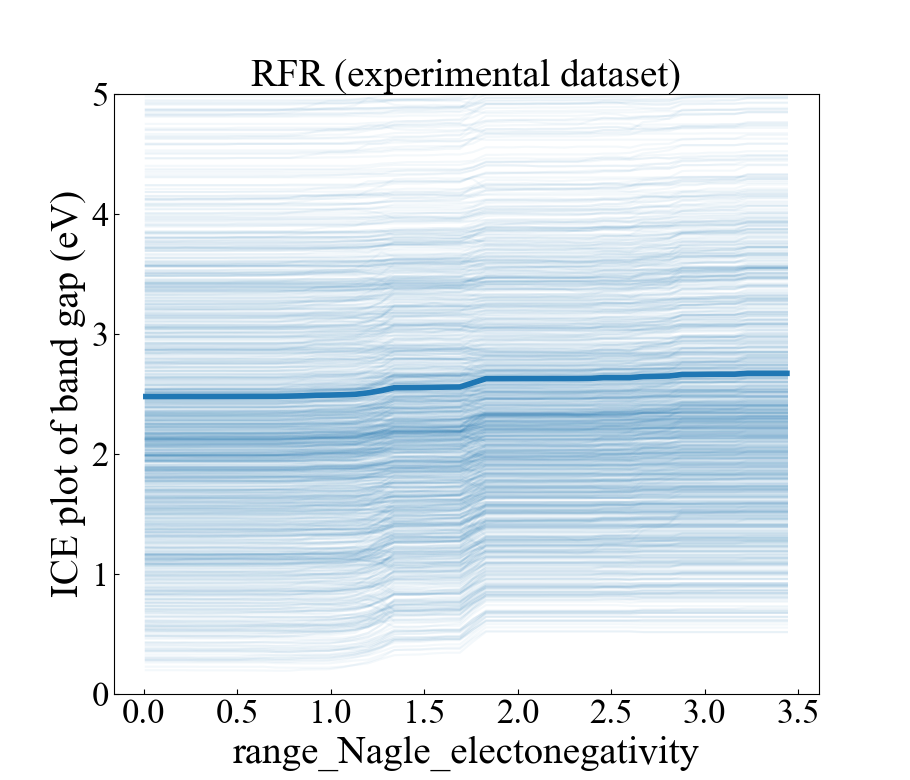 RFR (experimental dataset)
ICE plot of band gap (eV)
5
4
3
2
1
0
0.0 0.5 1.0 1.5 2.0 2.5 3.0 3.5
range_Nagle_electonegativity